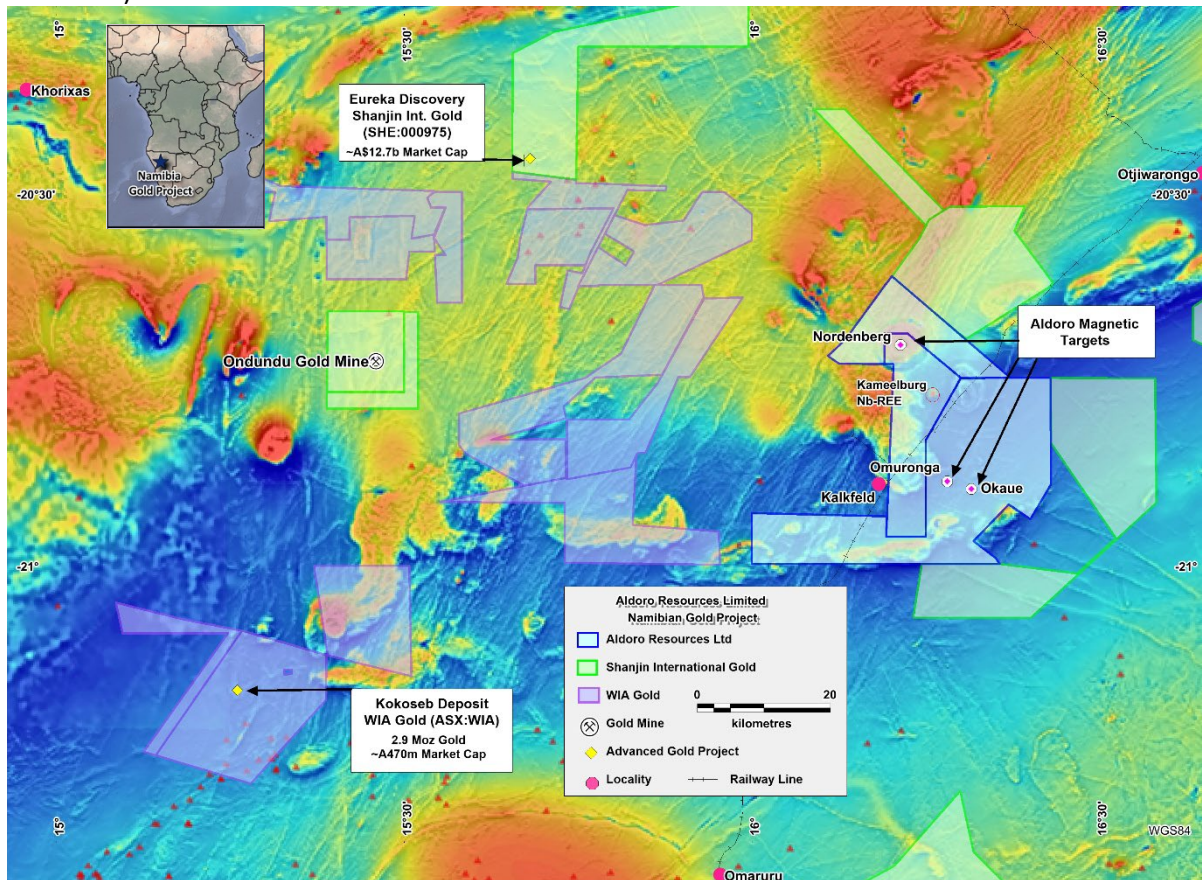 15°
15°30'
16°
16°30'
Khorixas
Namibia
Gold Project
Eureka Discovery
Shanjin Int. Gold
(SHE:000975)
~A$12.7b Market Cap
-20°30'
Otjiwarongo
-20°30'
Aldoro Magnetic
Targets
Nordenberg
Ondundu Gold Mine
Kameelburg
Nb-REE
Omuronga
Kalkfeld
Okaue
-21°
-21°
Kokoseb Deposit
WIA Gold (ASX:WIA)
2.9 Moz Gold
~A470m Market Cap
Aldoro Resources Limited
Namibian Gold Project
Aldoro Resources Ltd
Shanjin International Gold
WIA Gold
0 20
kilometres
Gold Mine
Advanced Gold Project
Locality
Railway Line
15°
15°30'
16°
16°30'
WGS84
Omaruru